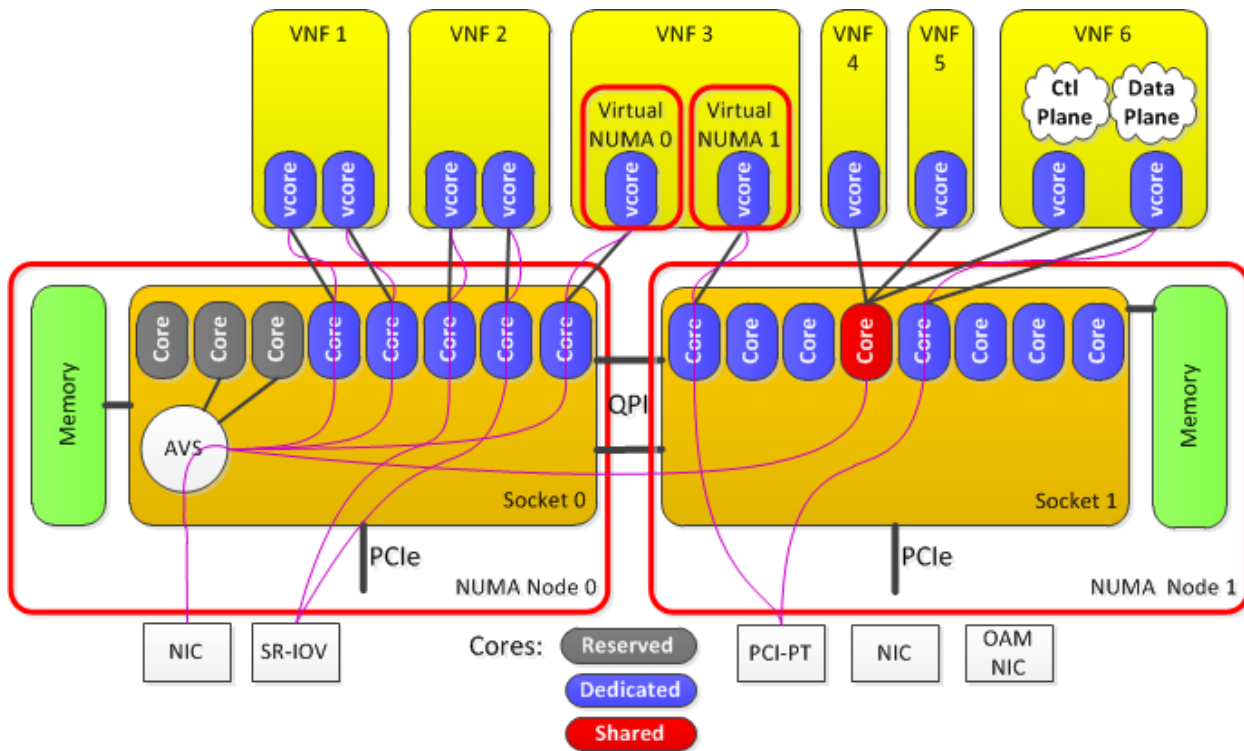 VNF 1
VNF 2
VNF 3
VNF
4
VNF
5
VNF 6
Virtual
NUMA 0
Virtual
NUMA 1
Ctl
Plane
Data
Plane
vcore
vcore
vcore
vcore
vcore
vcore
vcore
vcore
vcore
vcore
Memory
Core
Core
Core
Core
Core
Core
Core
Core
AVS
Socket 0
PCIe
NUMA Node 0
QPI
Core
Core
Core
Core
Core
Core
Core
Core
Socket 1
Memory
PCIe
NUMA Node 1
NIC
SR-IOV
Cores:
Reserved
Dedicated
Shared
PCI-PT
NIC
OAM
NIC